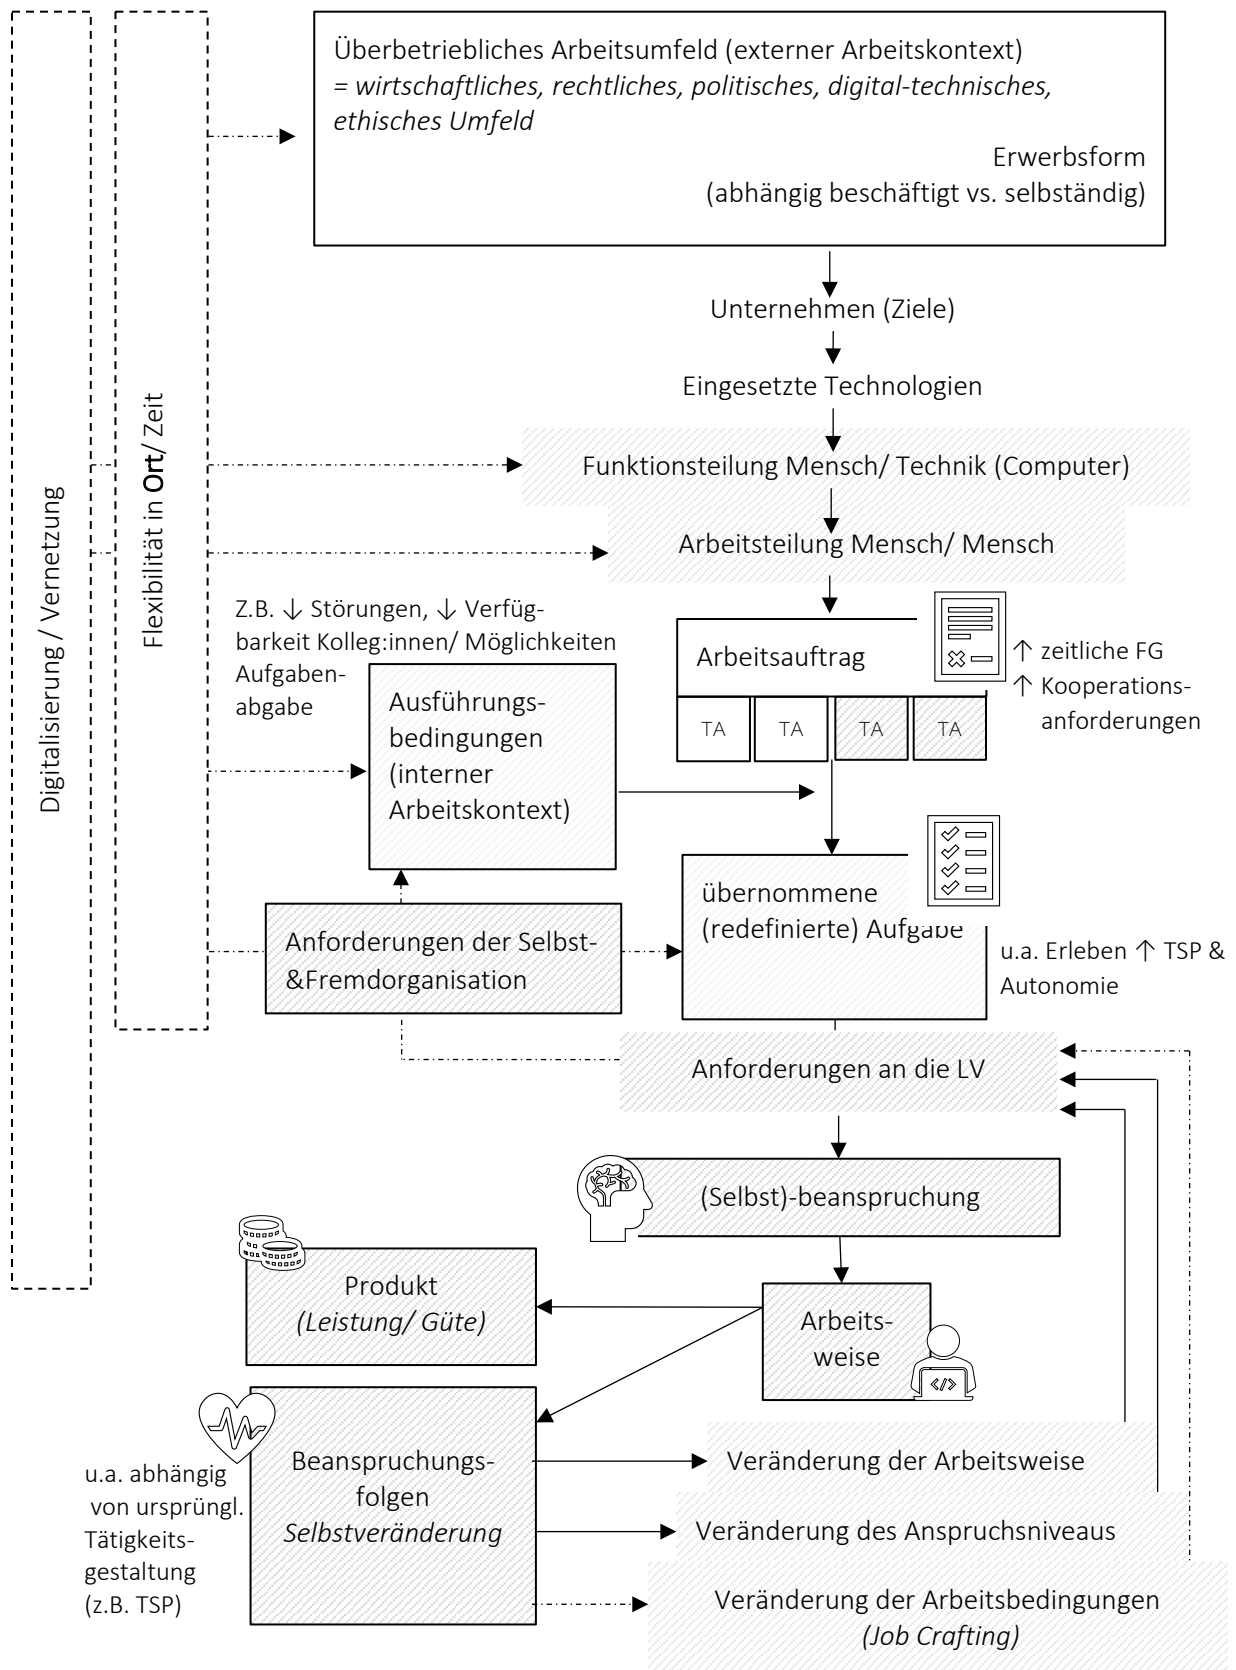 Überbetriebliches Arbeitsumfeld (externer Arbeitskontext)
= wirtschaftliches, rechtliches, politisches, digital-technisches,
ethisches Umfeld
Erwerbsform
(abhängig beschäftigt vs. selbständig)
Digitalisierung / Vernetzung
Flexibilität in Ort/ Zeit
Unternehmen (Ziele)
Eingesetzte Technologien
Funktionsteilung Mensch/ Technik (Computer)
Arbeitsteilung Mensch/ Mensch
Z.B. ↓ Störungen, ↓ Verfüg-
barkeit Kolleg:innen/ Möglichkeiten
Aufgaben-
abgabe
Arbeitsauftrag
TA
TA
TA
TA
↑ zeitliche FG
↑ Kooperations-
anforderungen
Ausführungs-
bedingungen
(interner
Arbeitskontext)
übernommene
(redefinierte) Aufgabe
u.a. Erleben ↑ TSP &
Autonomie
Anforderungen der Selbst-
&Fremdorganisation
Anforderungen an die LV
(Selbst)-beanspruchung
Produkt
(Leistung/ Güte)
Arbeits-
weise
</>
Beanspruchungs-
folgen
Selbstveränderung
u.a. abhängig
von ursprüngl.
Tätigkeits-
gestaltung
(z.B. TSP)
Veränderung der Arbeitsweise
Veränderung des Anspruchsniveaus
Veränderung der Arbeitsbedingungen
(Job Crafting)